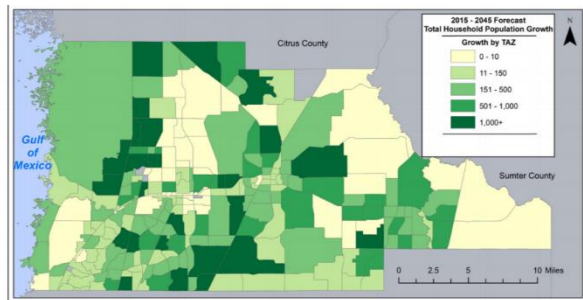 2015 - 2045 Forecast
Total Household Population Growth
Growth by TAZ
0 - 10
11 - 150
151 - 500
501 - 1,000
1,000+
N
Citrus County
Gulf
of
Mexico
Sumter County
0 2.5 5 10 Miles